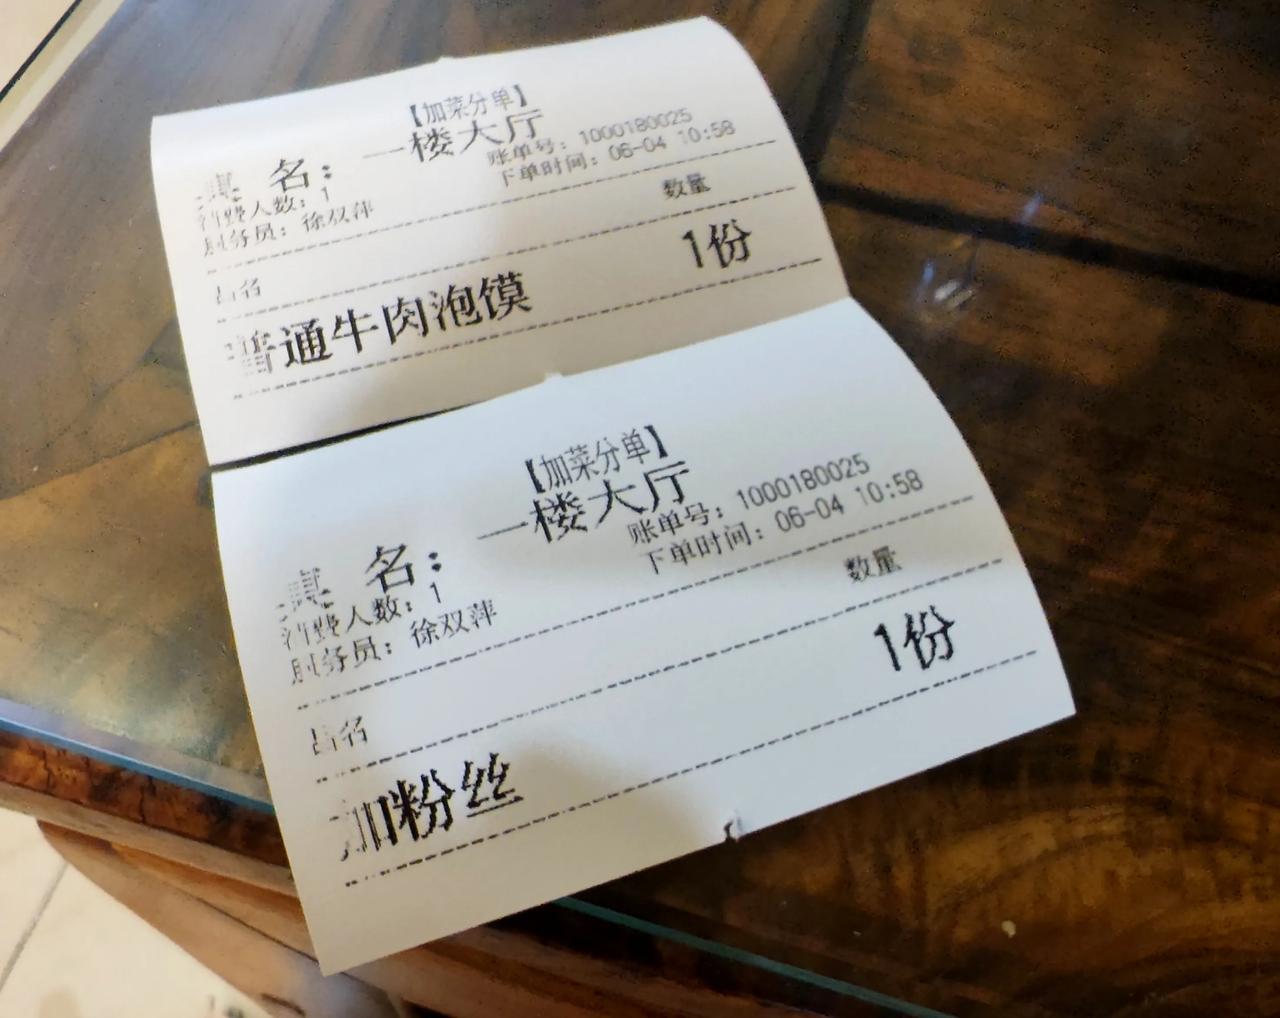 【加菜分单】
名： 一楼大厅
账单号：1000180025
消费人数：1
下单时间：06-04 10:58
服务员：徐双萍
品名 数量
普通牛肉泡馍 1份
【加菜分单】
名： 一楼大厅
账单号：1000180025
消费人数：1
下单时间：06-04 10:58
服务员：徐双萍
品名 数量
加粉丝 1份